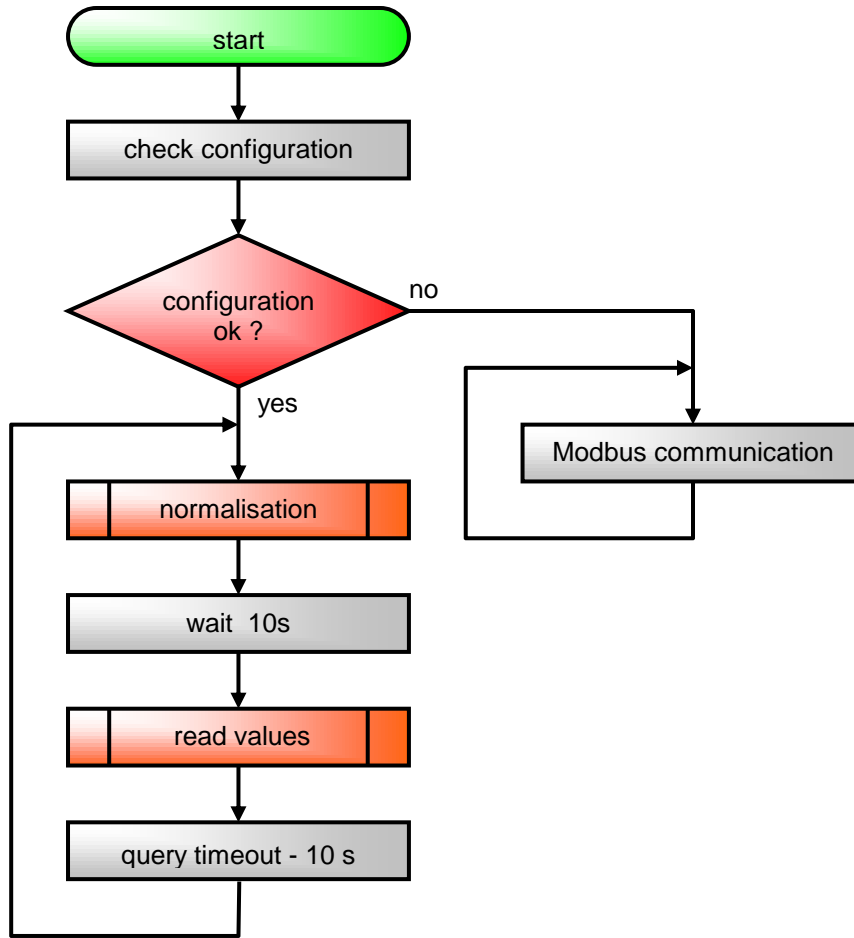 start
check configuration
configuration
ok ?
no
yes
Modbus communication
normalisation
wait  10s
read values
query timeout - 10 s